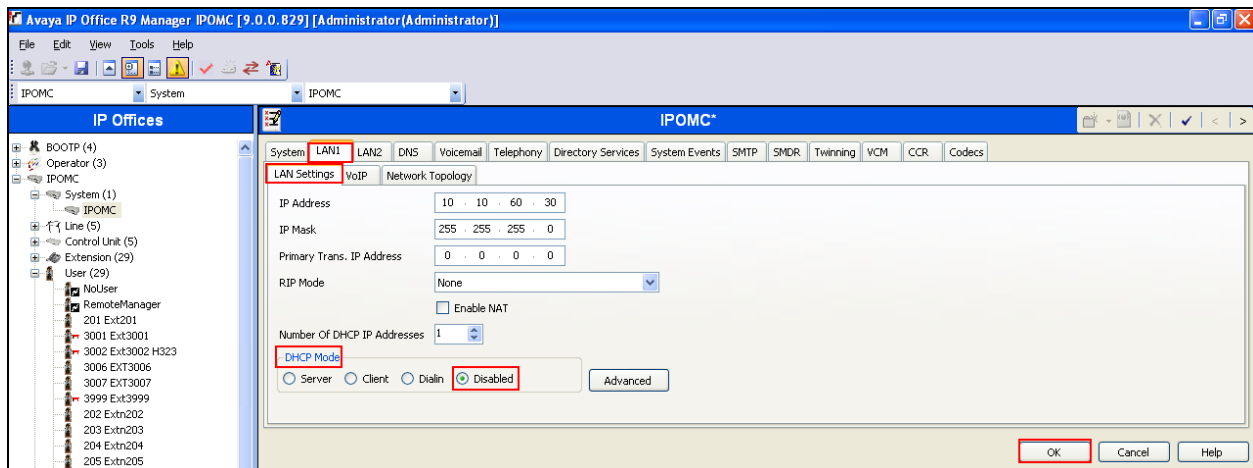 Avaya IP Office R9 Manager IPOMC [9.0.0.829] [Administrator(Administrator)]
File Edit View Tools Help
IPOMC System IPOMC
IP Offices
BOOTP (4)
Operator (3)
IPOMC
System (1)
IPOMC
Line (5)
Control Unit (5)
Extension (29)
User (29)
NoUser
RemoteManager
201 Ext201
3001 Ext3001
3002 Ext3002 H323
3006 EXT3006
3007 EXT3007
3999 Ext3999
202 Extn202
203 Extn203
204 Extn204
205 Extn205
IPOMC*
System LAN1 LAN2 DNS Voicemail Telephony Directory Services System Events SMTP SMDR Twinning VCM CCR Codecs
LAN Settings VoIP Network Topology
IP Address 10 . 10 . 60 . 30
IP Mask 255 . 255 . 255 . 0
Primary Trans. IP Address 0 . 0 . 0 . 0
RIP Mode None
Enable NAT
Number Of DHCP IP Addresses 1
DHCP Mode
Server Client Dialin Disabled Advanced
OK Cancel Help